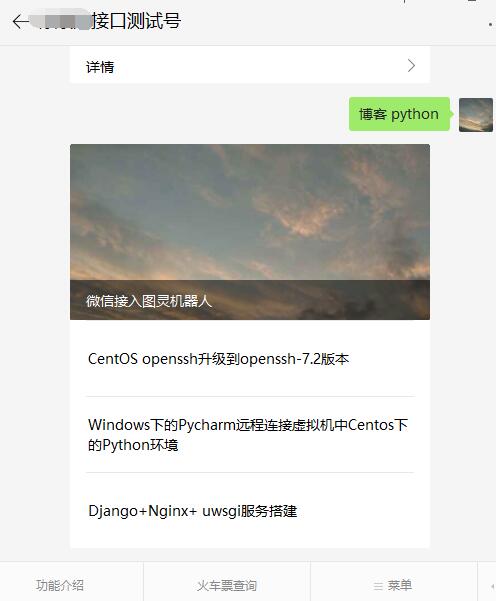 接口测试号
详情
博客 python
微信接入图灵机器人
CentOS openssh升级到openssh-7.2版本
Windows下的Pycharm远程连接虚拟机中Centos下
的Python环境
Django+Nginx+ uwsgi服务搭建
功能介绍
火车票查询
菜单